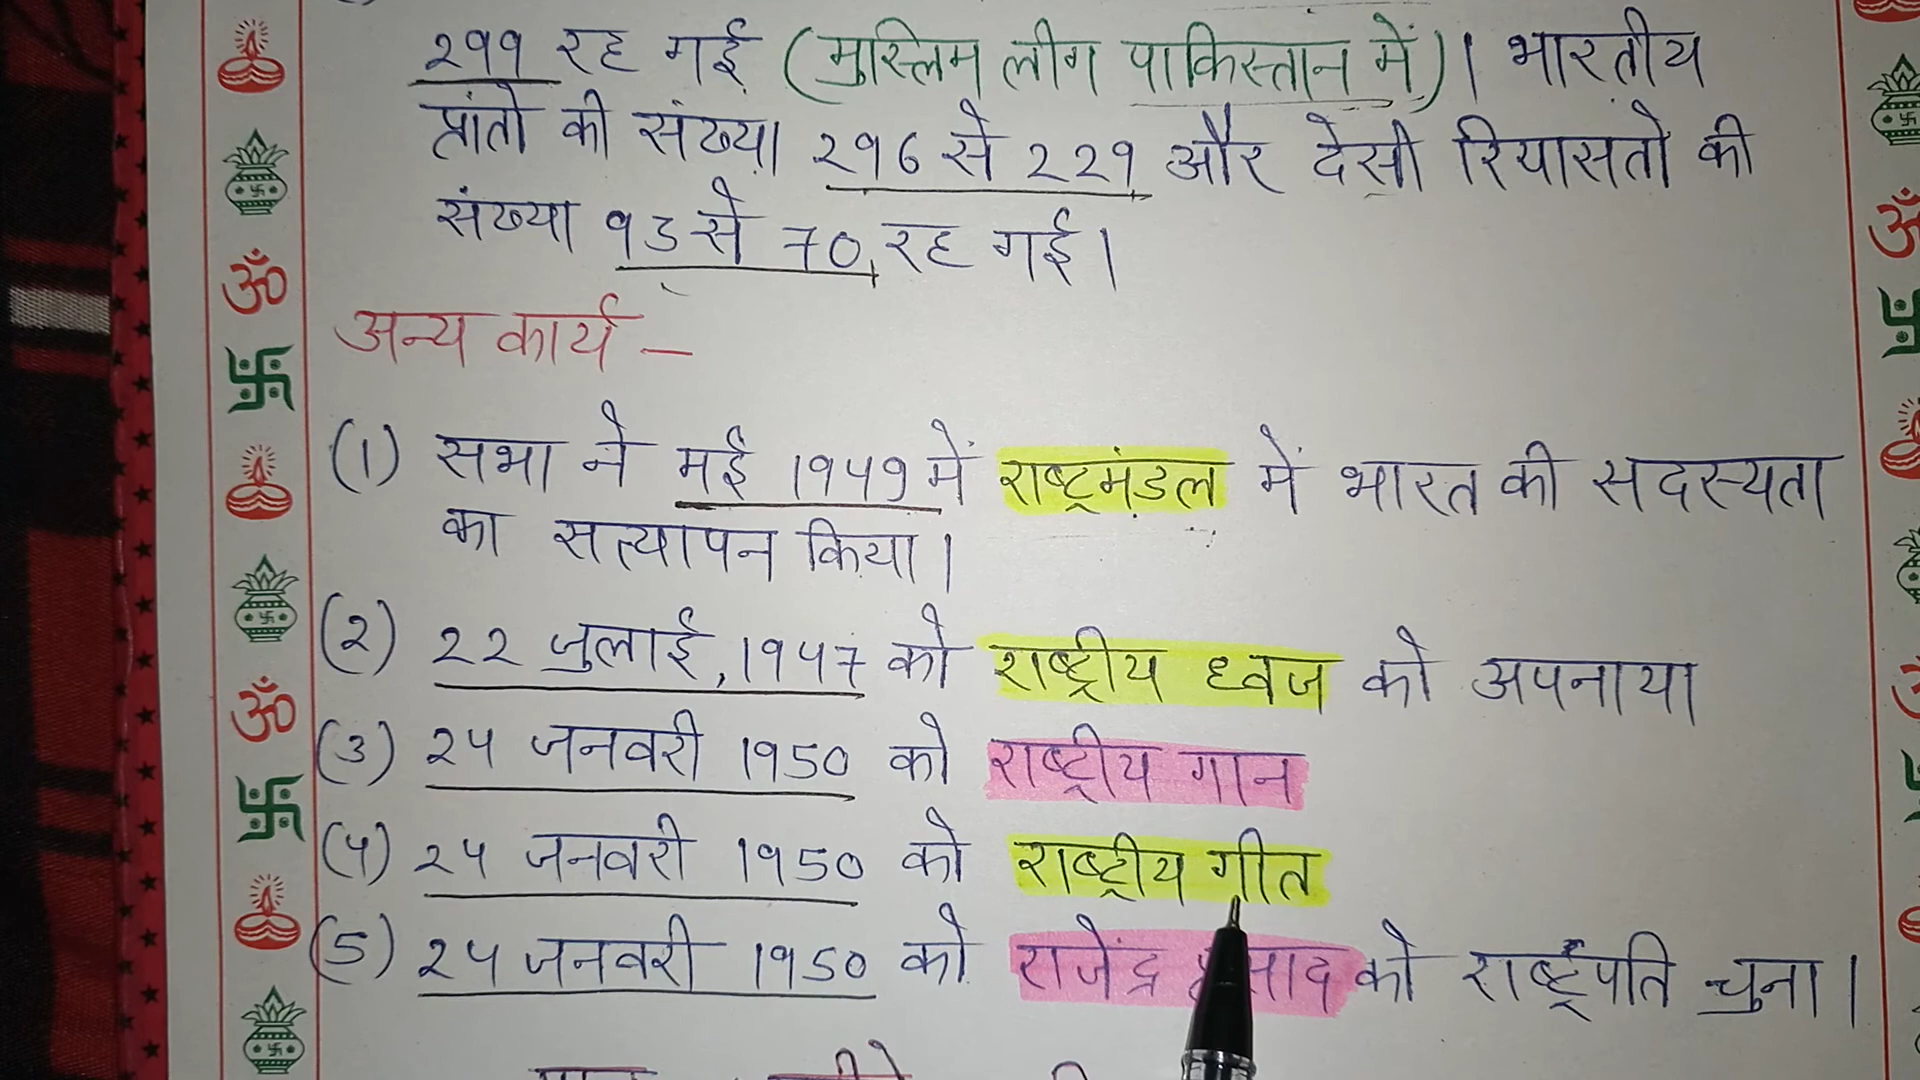 299 रह गई (मुस्लिम लीग पाकिस्तान में)। भारतीय
प्रांतो की संख्या 296 से 229 और देसी रियासतो की
संख्या 93 से 70 रह गई।
अन्य कार्य –
(1) सभा ने मई 1949 में राष्ट्रमंडल में भारत की सदस्यता
का सत्यापन किया।
(2) 22 जुलाई, 1947 को राष्ट्रीय ध्वज को अपनाया
(3) 24 जनवरी 1950 को राष्ट्रीय गान
(4) 24 जनवरी 1950 को राष्ट्रीय गीत
(5) 24 जनवरी 1950 को राजेंद्र प्रसाद को राष्ट्रपति चुना।